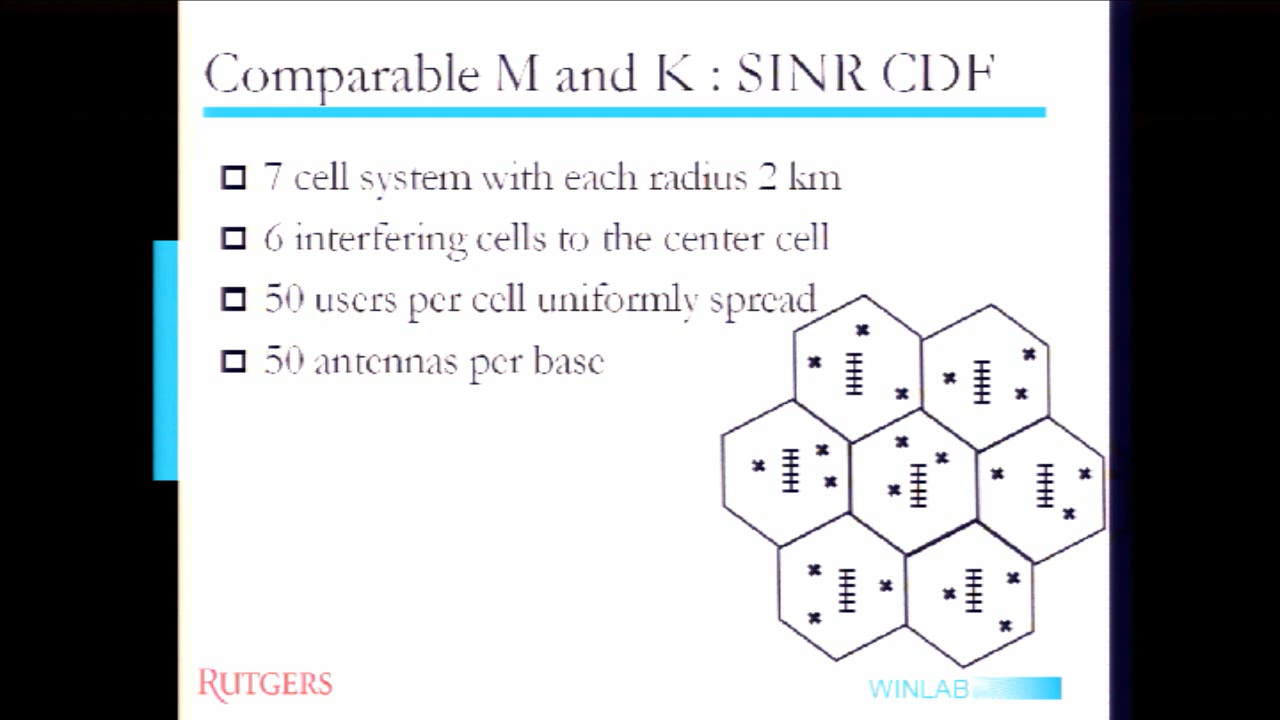 Comparable M and K : SINR CDF
7 cell system with each radius 2 km
6 interfering cells to the center cell
50 users per cell uniformly spread
50 antennas per base
RUTGERS
WINLAB